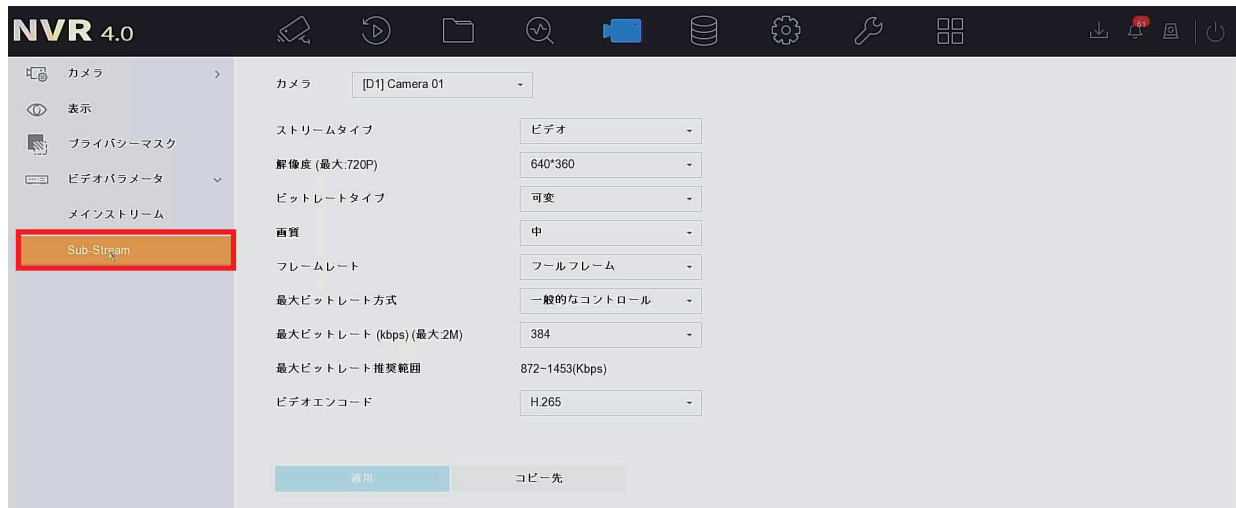 NVR 4.0
61
カメラ
表示
プライバシーマスク
ビデオパラメータ
メインストリーム
Sub-Stream
カメラ [D1] Camera 01
ストリームタイプ ビデオ
解像度 (最大:720P) 640*360
ビットレートタイプ 可変
画質 中
フレームレート フールフレーム
最大ビットレート方式 一般的なコントロール
最大ビットレート (kbps) (最大:2M) 384
最大ビットレート推奨範囲 872~1453(Kbps)
ビデオエンコード H.265
適用 コピー先